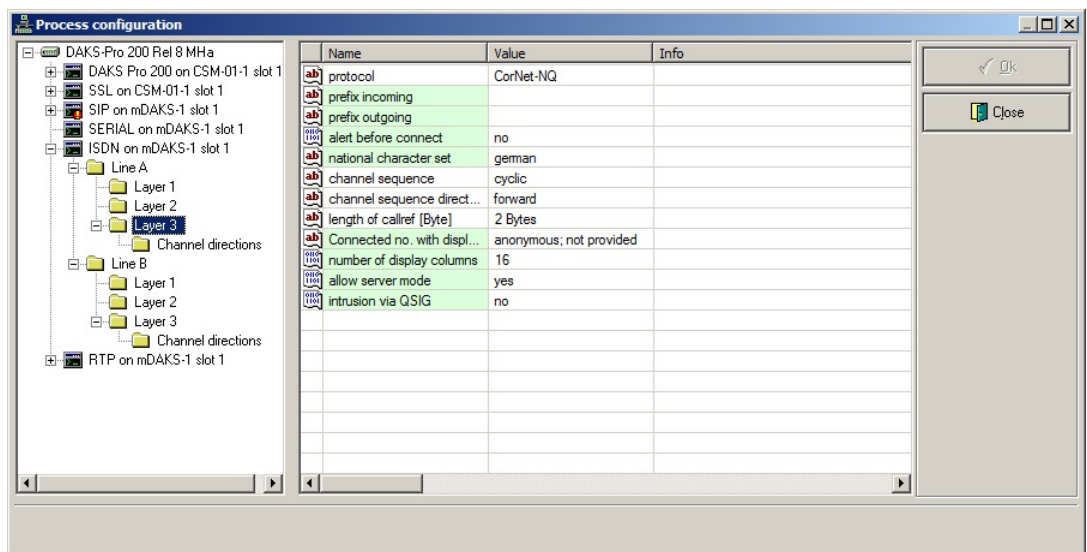 Process configuration
DAKS-Pro 200 Rel 8 MHa
DAKS Pro 200 on CSM-01-1 slot 1
SSL on CSM-01-1 slot 1
SIP on mDAKS-1 slot 1
SERIAL on mDAKS-1 slot 1
ISDN on mDAKS-1 slot 1
Line A
Layer 1
Layer 2
Layer 3
Channel directions
Line B
Layer 1
Layer 2
Layer 3
Channel directions
RTP on mDAKS-1 slot 1
Name Value Info
protocol CorNet-NQ
prefix incoming
prefix outgoing
alert before connect no
national character set german
channel sequence cyclic
channel sequence direct... forward
length of callref [Byte] 2 Bytes
Connected no. with displ... anonymous; not provided
number of display columns 16
allow server mode yes
intrusion via QSIG no
Ok
Close